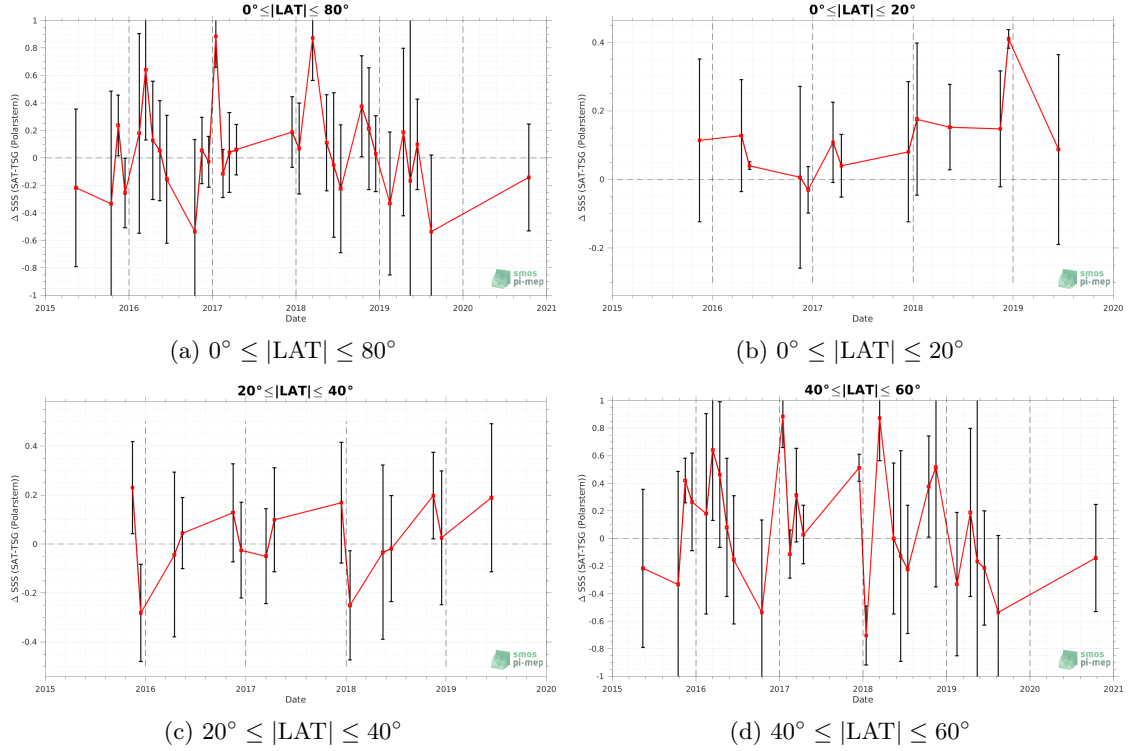 0°≤|LAT|≤ 80°
Δ SSS (SAT-TSG (Polarstern))
1
0.8
0.6
0.4
0.2
0
-0.2
-0.4
-0.6
-0.8
-1
2015 2016 2017 2018 2019 2020 2021
Date
smos
pi-mep
(a) 0° ≤ |LAT| ≤ 80°
0°≤|LAT|≤ 20°
Δ SSS (SAT-TSG (Polarstern))
0.4
0.2
0
-0.2
2015 2016 2017 2018 2019 2020
Date
smos
pi-mep
(b) 0° ≤ |LAT| ≤ 20°
20°≤|LAT|≤ 40°
Δ SSS (SAT-TSG (Polarstern))
0.4
0.2
0
-0.2
-0.4
2015 2016 2017 2018 2019 2020
Date
smos
pi-mep
(c) 20° ≤ |LAT| ≤ 40°
40°≤|LAT|≤ 60°
Δ SSS (SAT-TSG (Polarstern))
1
0.8
0.6
0.4
0.2
0
-0.2
-0.4
-0.6
-0.8
-1
2015 2016 2017 2018 2019 2020 2021
Date
smos
pi-mep
(d) 40° ≤ |LAT| ≤ 60°